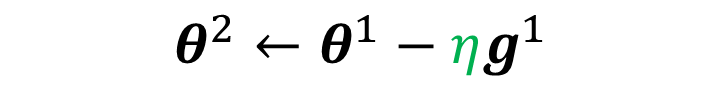 𝜽² ← 𝜽¹ − 𝜂𝒈¹